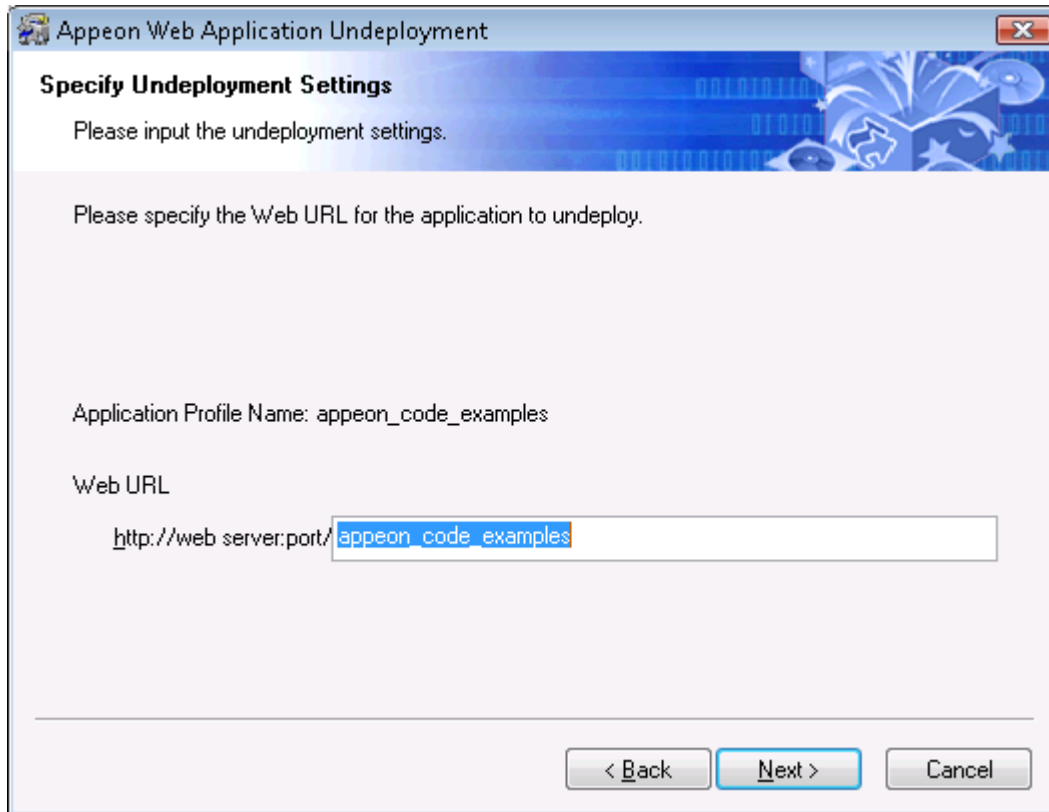 Appeon Web Application Undeployment
Specify Undeployment Settings
Please input the undeployment settings.
Please specify the Web URL for the application to undeploy.
Application Profile Name: appeon_code_examples
Web URL
http://web server:port/ appeon_code_examples
< Back Next > Cancel